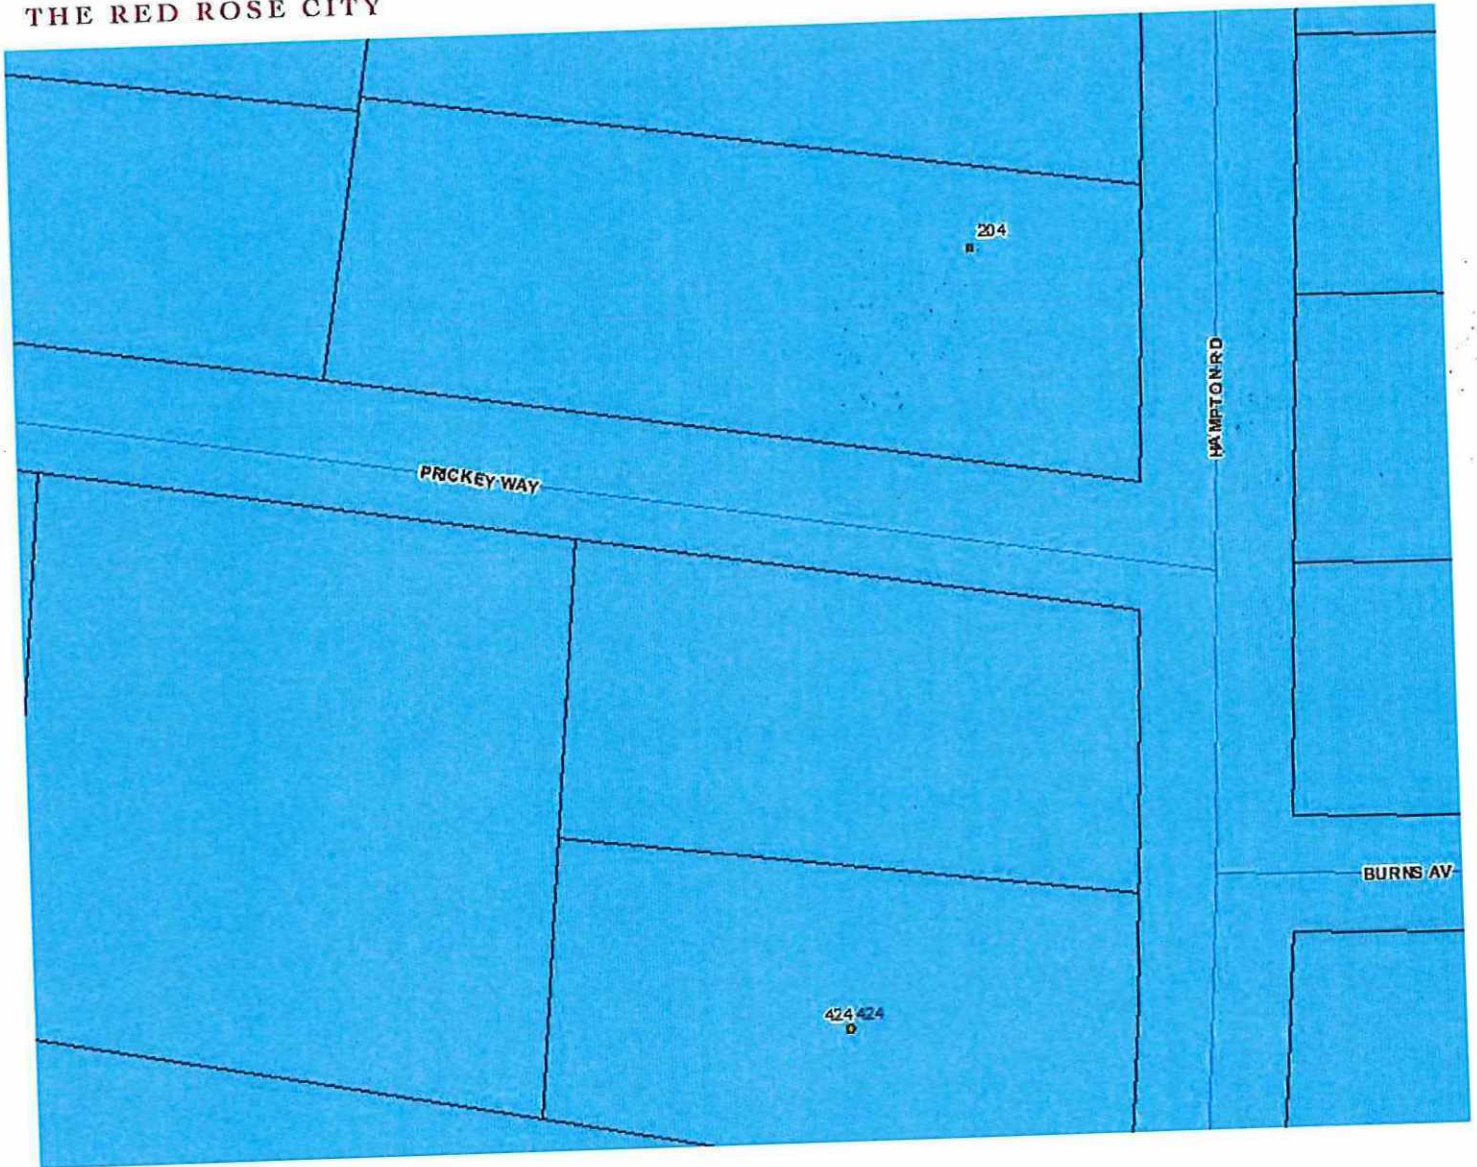 THE RED ROSE CITY
204
HAMPTON RD
PRICKEY WAY
BURNS AV
424 424